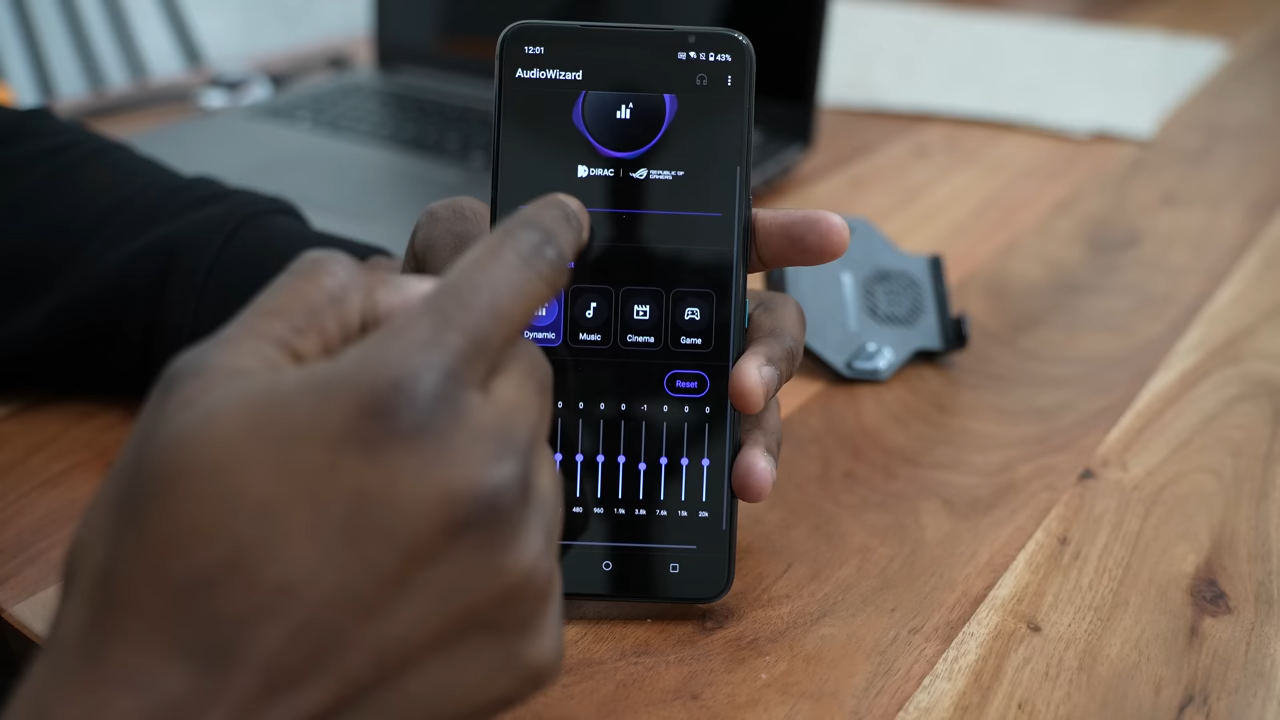 12:01
43%
AudioWizard
A
DIRAC | REPUBLIC OF GAMERS
Dynamic
Music
Cinema
Game
Reset
0 0 0 0 -1 0 0 0
480 960 1.9k 3.8k 7.6k 15k 20k